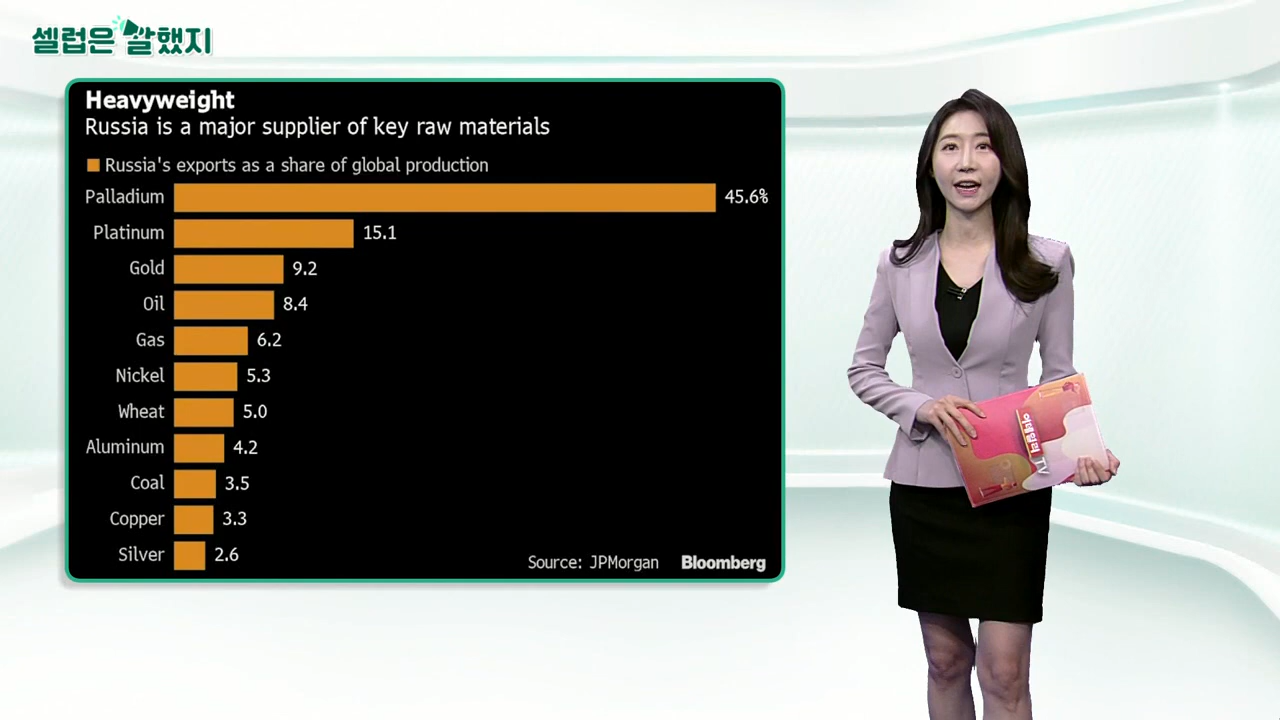 셀럽은 말했지
Heavyweight
Russia is a major supplier of key raw materials
Russia's exports as a share of global production
Palladium 45.6%
Platinum 15.1
Gold 9.2
Oil 8.4
Gas 6.2
Nickel 5.3
Wheat 5.0
Aluminum 4.2
Coal 3.5
Copper 3.3
Silver 2.6
Source: JPMorgan Bloomberg
TV